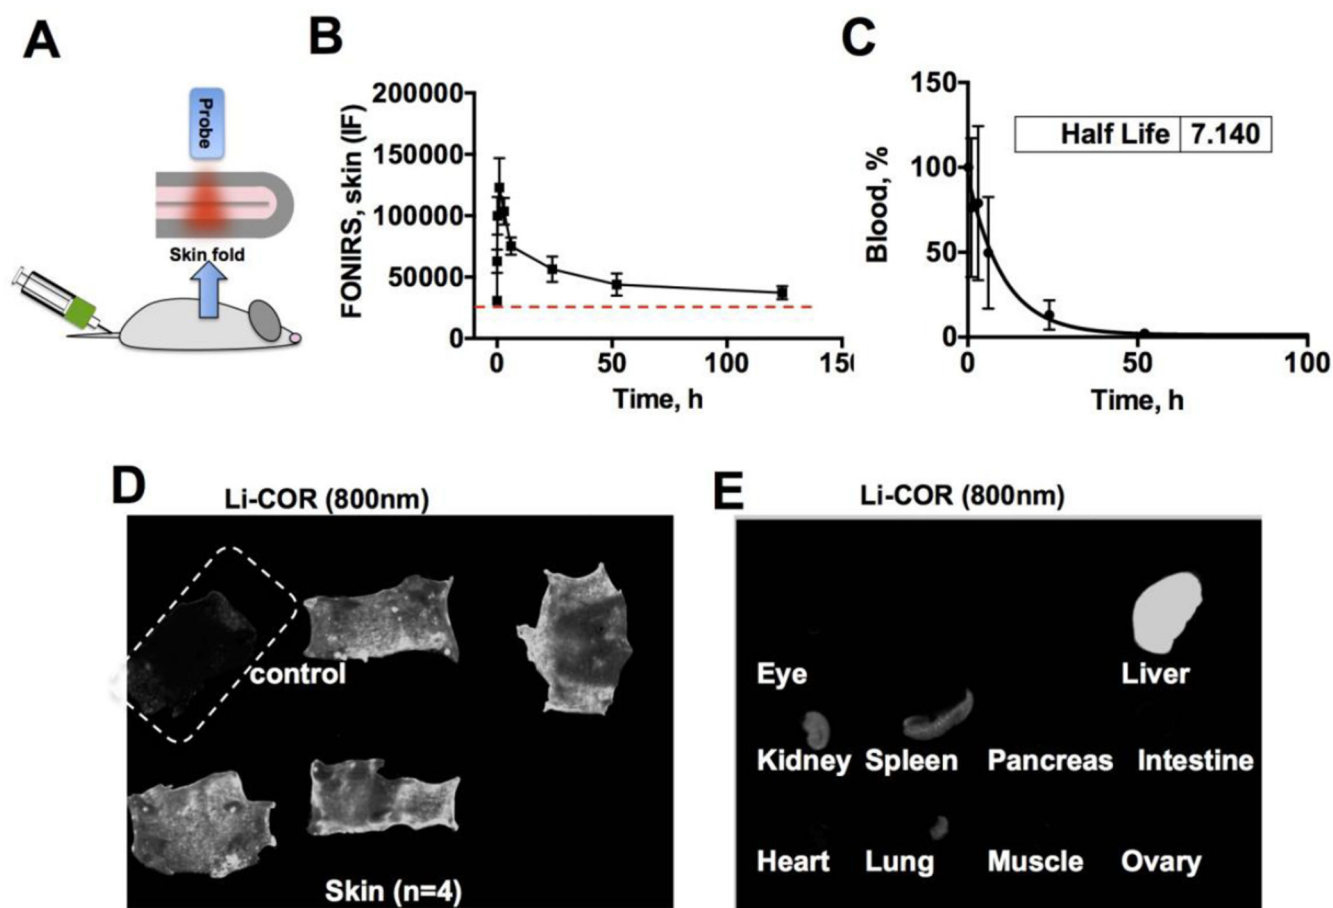 A
Probe
Skin fold
B
FONIRS, skin (IF)
200000
150000
100000
50000
0
0 50 100
Time, h
C
Blood, %
150
100
50
0
Half Life 7.140
0 50 100
Time, h
D
Li-COR (800nm)
control
Skin (n=4)
E
Li-COR (800nm)
Eye Liver
Kidney Spleen Pancreas Intestine
Heart Lung Muscle Ovary